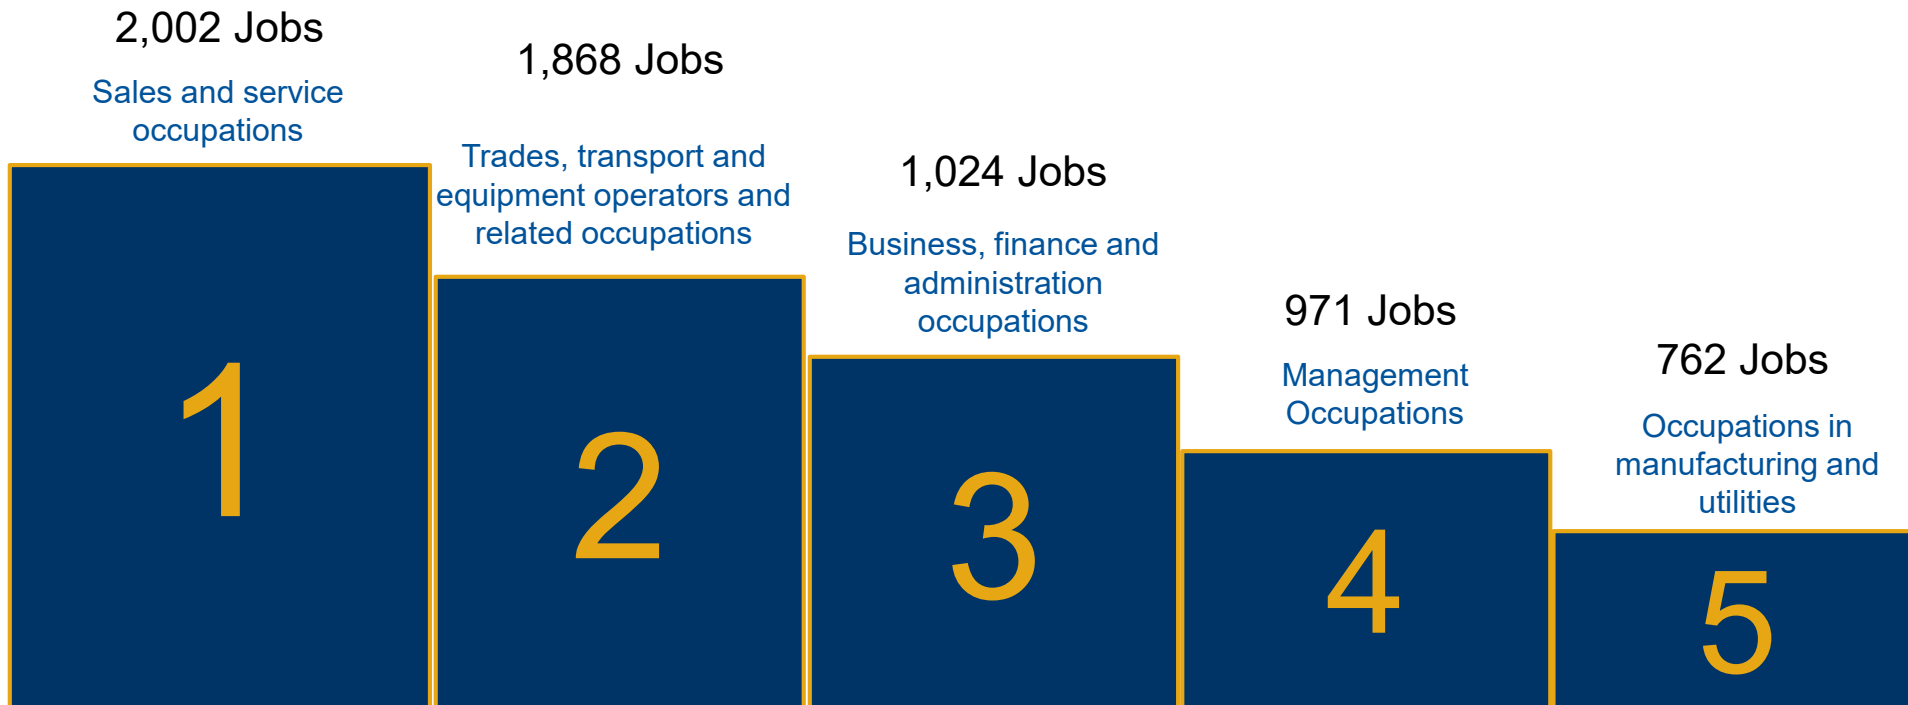 2,002 Jobs
Sales and service
occupations
1
1,868 Jobs
Trades, transport and
equipment operators and
related occupations
2
1,024 Jobs
Business, finance and
administration
occupations
3
971 Jobs
Management
Occupations
4
762 Jobs
Occupations in
manufacturing and
utilities
5